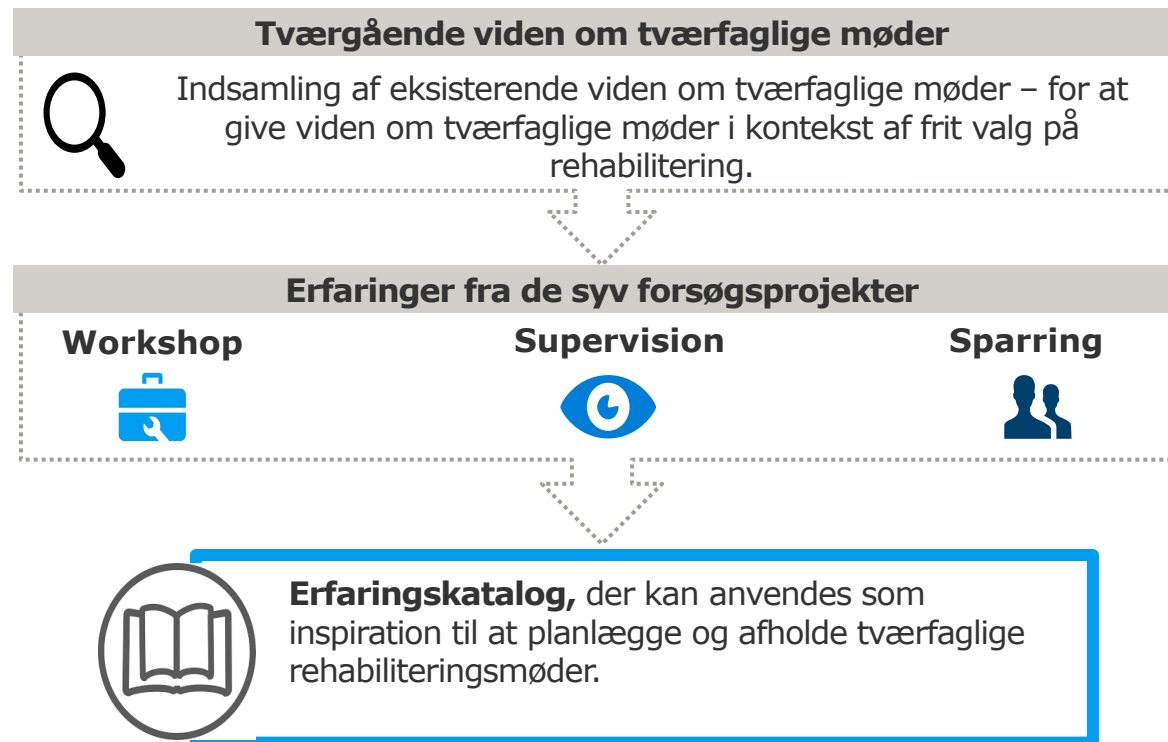 Tværgående viden om tværfaglige møder
Indsamling af eksisterende viden om tværfaglige møder – for at
give viden om tværfaglige møder i kontekst af frit valg på
rehabilitering.
Erfaringer fra de syv forsøgsprojekter
Workshop Supervision Sparring
Erfaringskatalog, der kan anvendes som
inspiration til at planlægge og afholde tværfaglige
rehabiliteringsmøder.